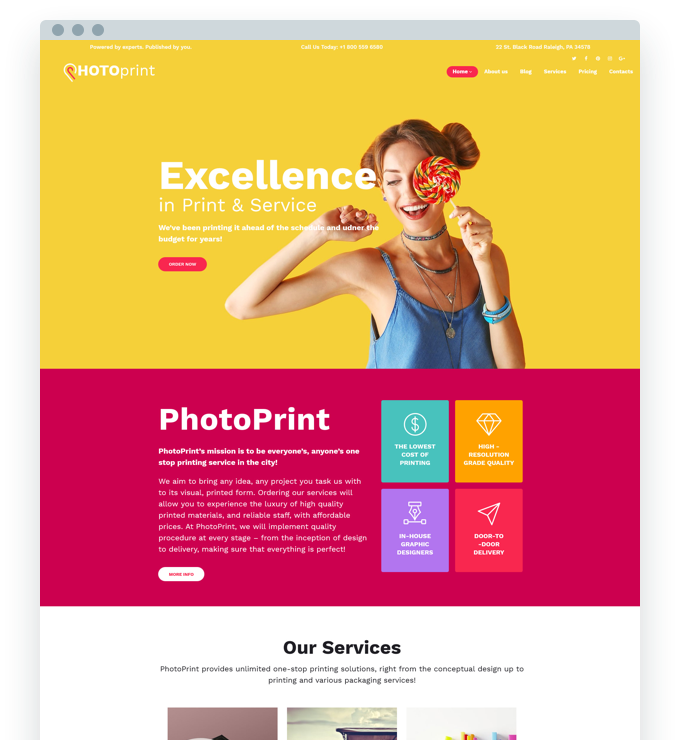 Powered by experts. Published by you.
Call Us Today: +1 800 559 6580
22 St. Black Road Raleigh, PA 34576
PHOTOprint
Home
About us
Blog
Services
Pricing
Contacts
Excellence
in Print & Service
We've been printing it ahead of the schedule and udner the
budget for years!
ORDER NOW
PhotoPrint
PhotoPrint's mission is to be everyone's, anyone's one
stop printing service in the city!
We aim to bring any idea, any project you task us with
to its visual, printed form. Ordering our services will
allow you to experience the luxury of high quality
printed materials, and reliable staff, with affordable
prices. At PhotoPrint, we will implement quality
procedure at every stage – from the inception of design
to delivery, making sure that everything is perfect!
MORE INFO
THE LOWEST
COST OF
PRINTING
HIGH –
RESOLUTION
GRADE QUALITY
IN-HOUSE
GRAPHIC
DESIGNERS
DOOR-TO
-DOOR
DELIVERY
Our Services
PhotoPrint provides unlimited one-stop printing solutions, right from the conceptual design up to
printing and various packaging services!